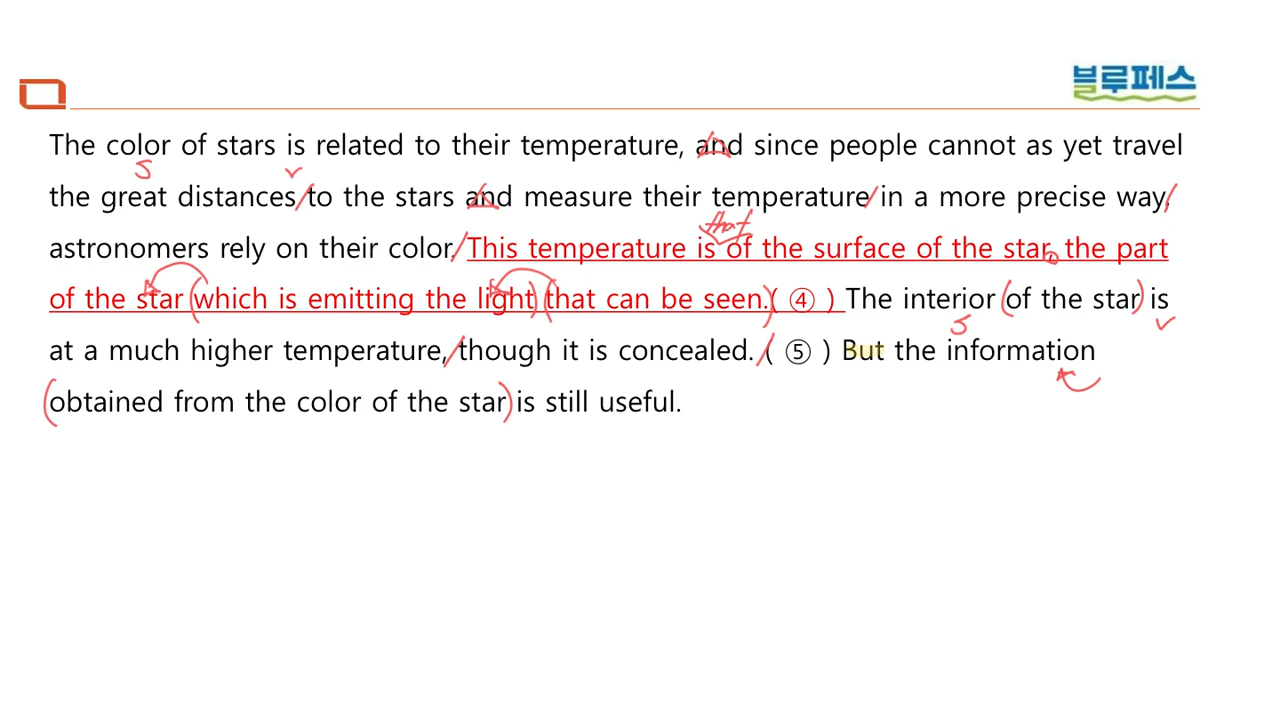 블루페스
The color of stars is related to their temperature, and since people cannot as yet travel
S v
the great distances to the stars and measure their temperature in a more precise way,
that
astronomers rely on their color. This temperature is of the surface of the star, the part
of the star which is emitting the light that can be seen. ( ④ ) The interior of the star is
S v
at a much higher temperature, though it is concealed. ( ⑤ ) But the information
obtained from the color of the star is still useful.